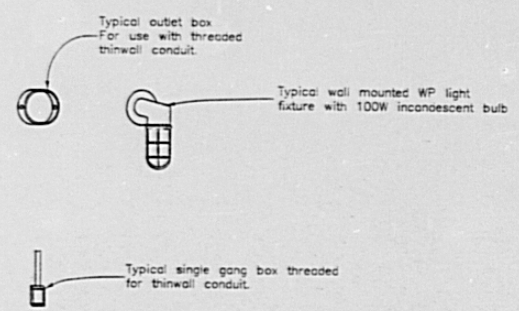 Typical outlet box
For use with threaded
thinwall conduit.
Typical wall mounted WP light
fixture with 100W incandescent bulb
Typical single gang box threaded
for thinwall conduit.